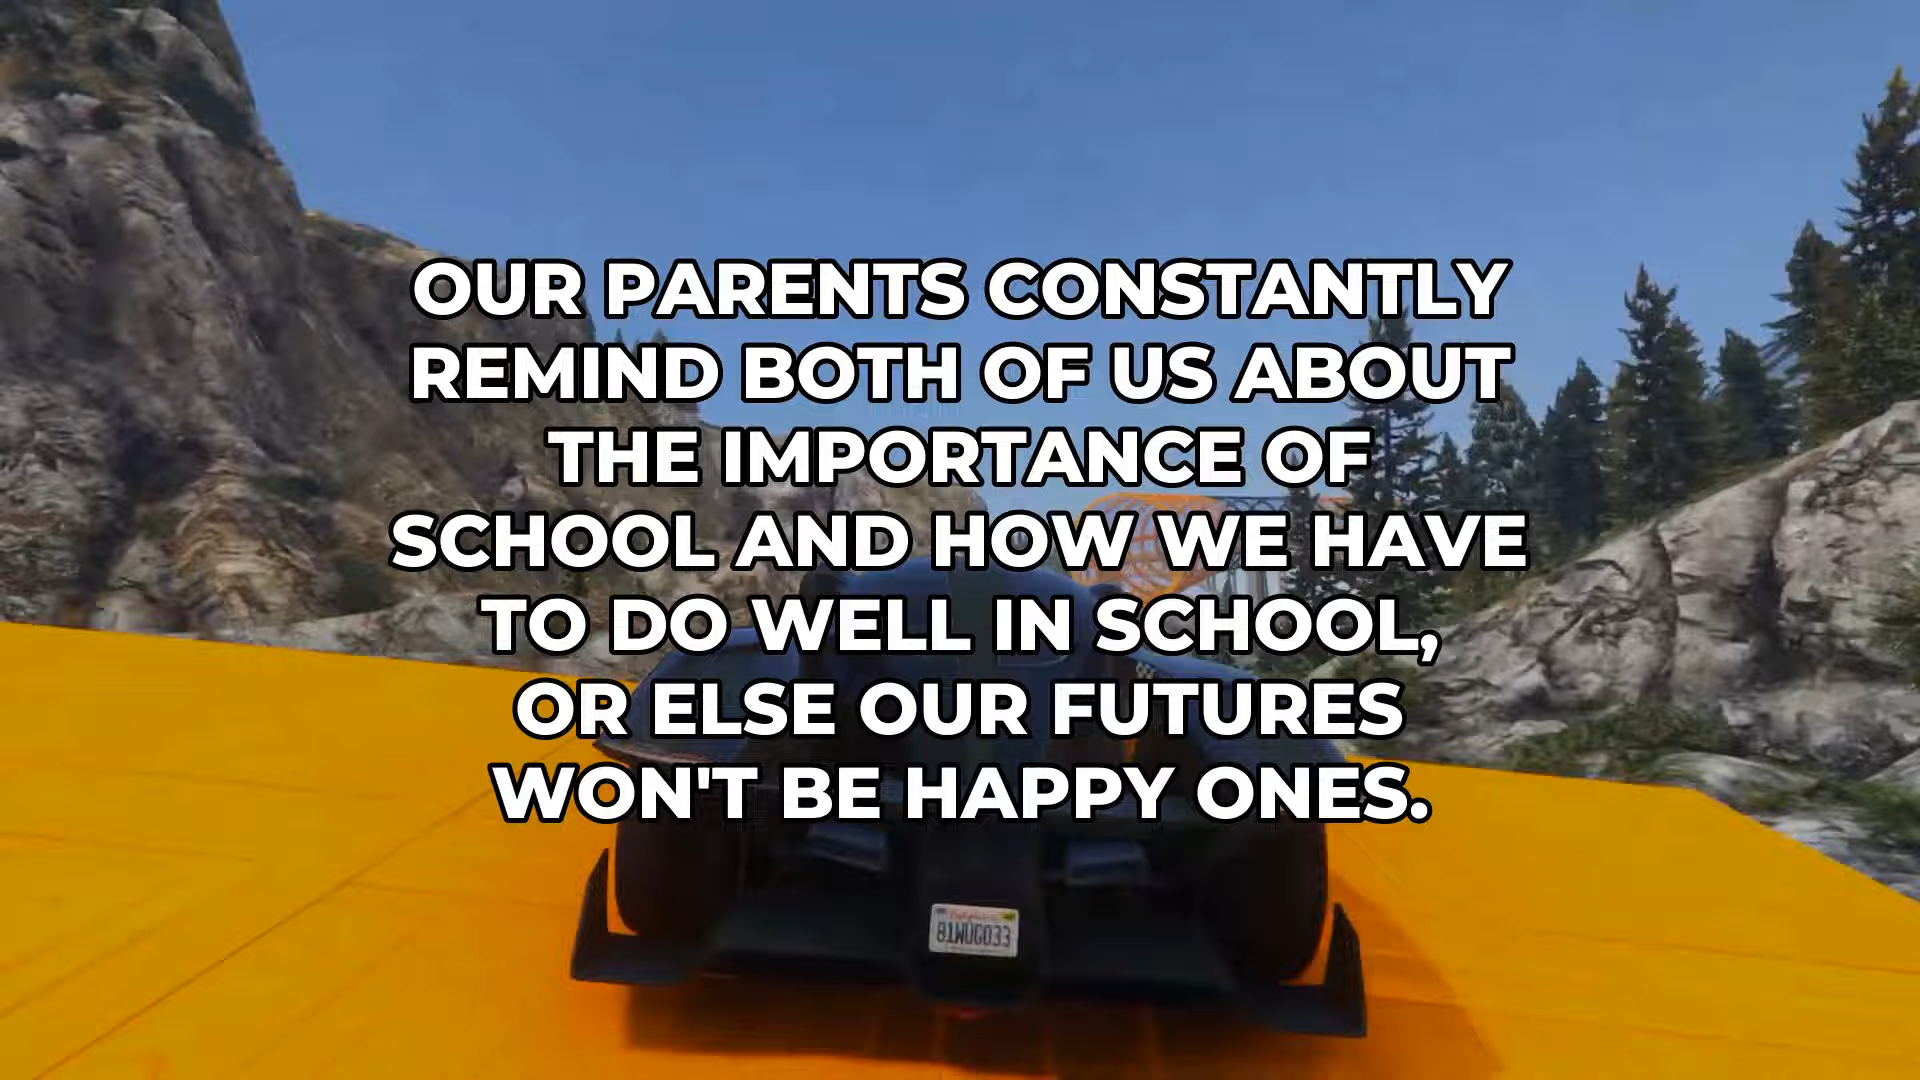 OUR PARENTS CONSTANTLY
REMIND BOTH OF US ABOUT
THE IMPORTANCE OF
SCHOOL AND HOW WE HAVE
TO DO WELL IN SCHOOL,
OR ELSE OUR FUTURES
WON'T BE HAPPY ONES.